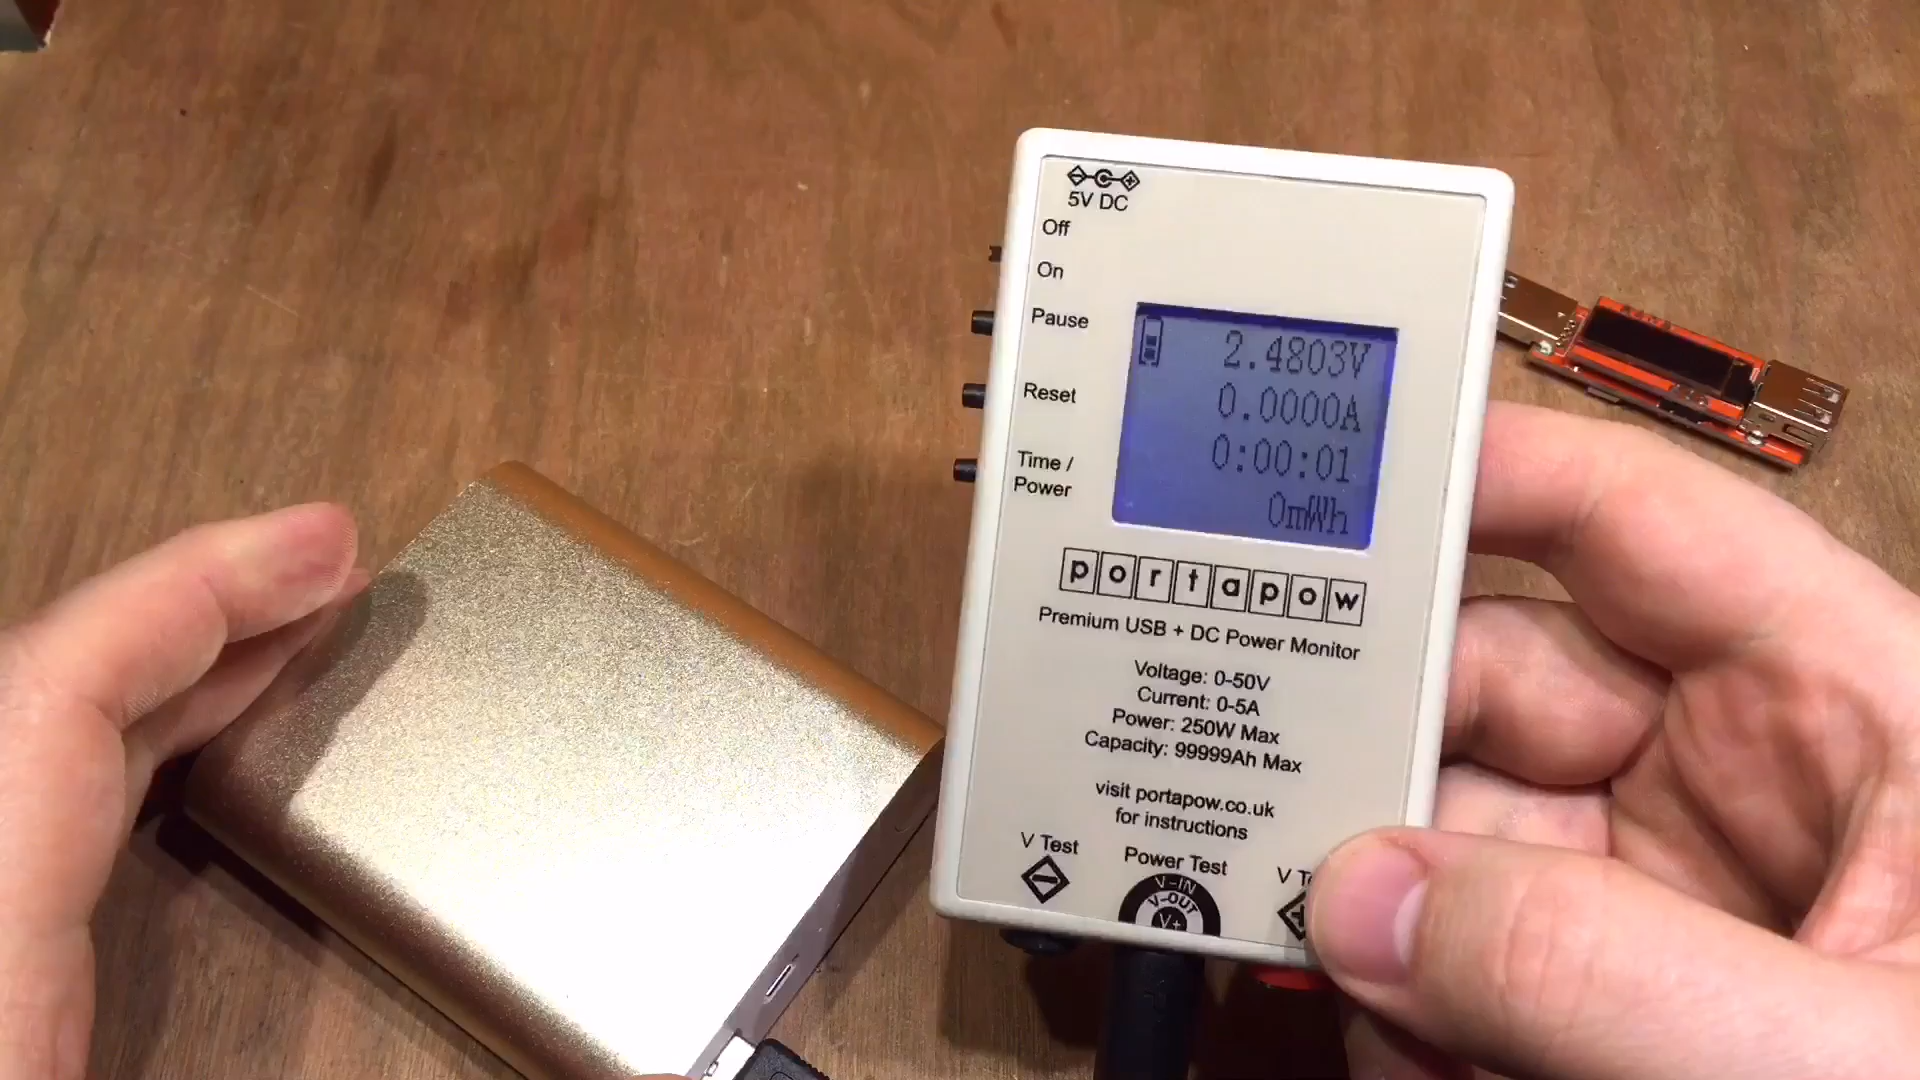 5V DC
Off
On
Pause
Reset
Time /
Power
2.4803V
0.0000A
0:00:01
0mWh
portapow
Premium USB + DC Power Monitor
Voltage: 0-50V
Current: 0-5A
Power: 250W Max
Capacity: 99999Ah Max
visit portapow.co.uk
for instructions
V Test
Power Test
V-IN
V-OUT
V+
V